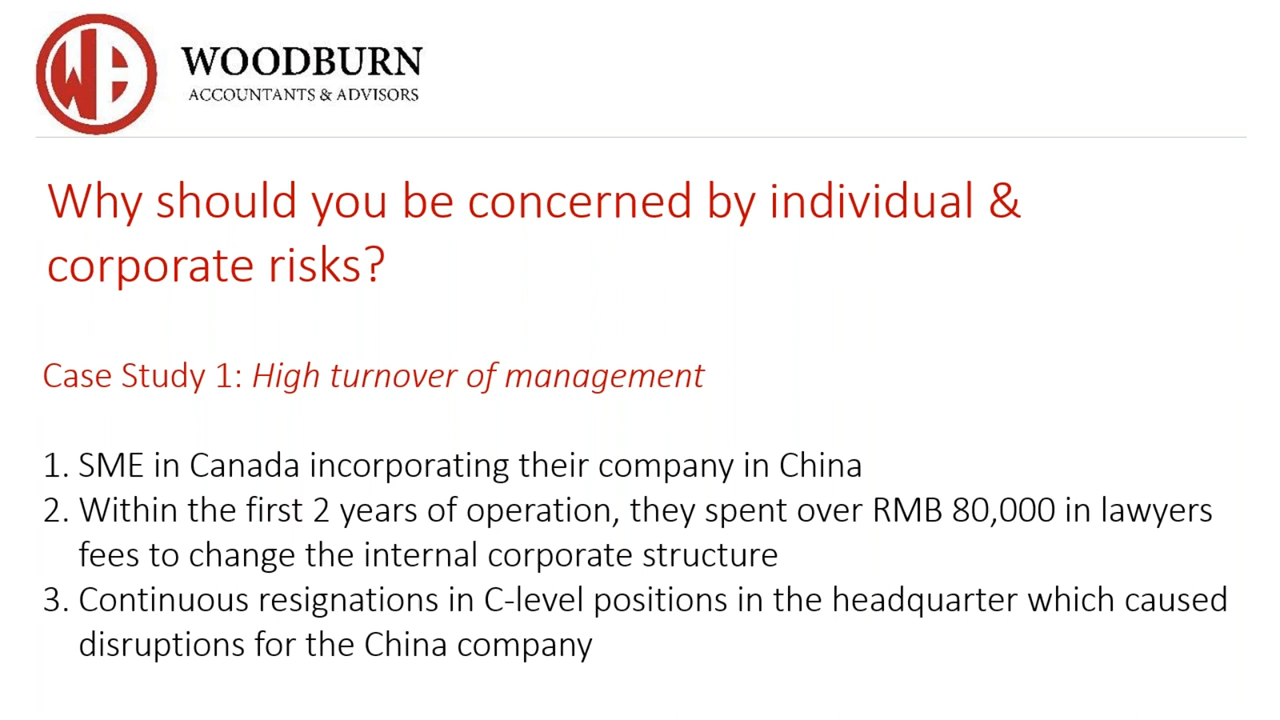 WOODBURN
ACCOUNTANTS & ADVISORS
Why should you be concerned by individual &
corporate risks?
Case Study 1: High turnover of management
1. SME in Canada incorporating their company in China
2. Within the first 2 years of operation, they spent over RMB 80,000 in lawyers
fees to change the internal corporate structure
3. Continuous resignations in C-level positions in the headquarter which caused
disruptions for the China company